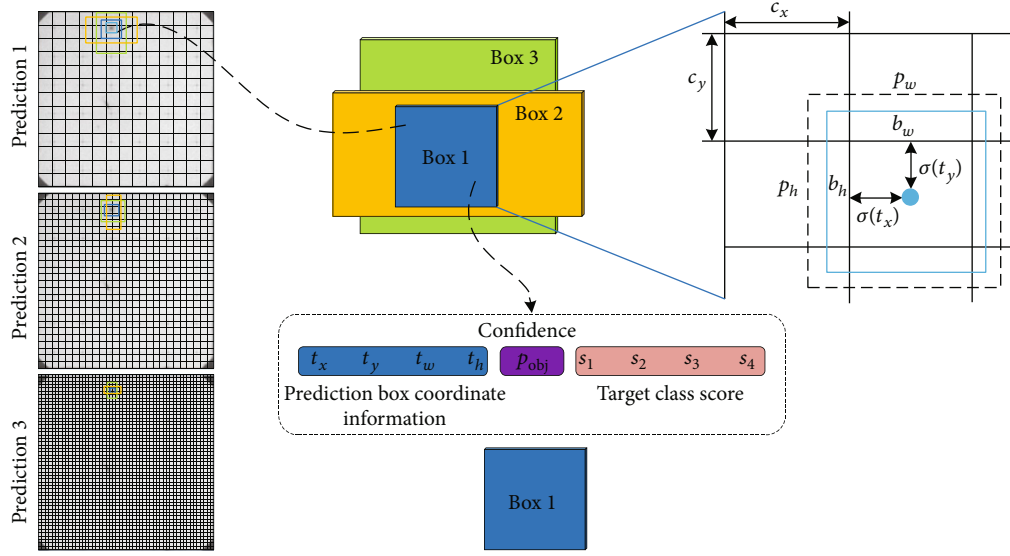 Prediction 1
Prediction 2
Prediction 3
Box 3
Box 2
Box 1
c_x
c_y
p_w
b_w
p_h
b_h
σ(t_y)
σ(t_x)
Confidence
t_x t_y t_w t_h p_obj s_1 s_2 s_3 s_4
Prediction box coordinate
information
Target class score
Box 1